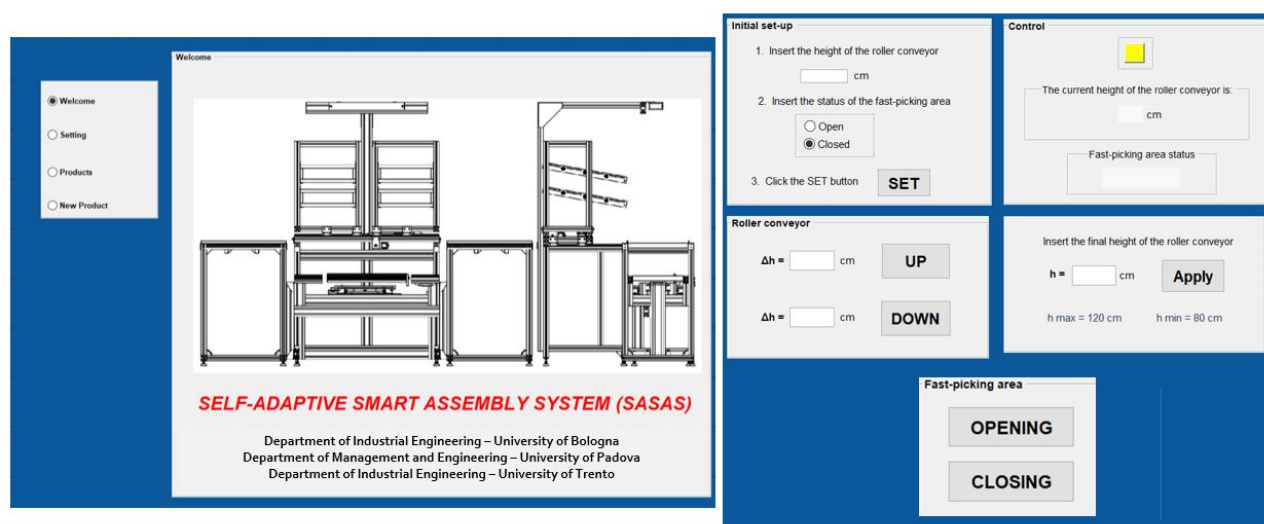 Welcome
Setting
Products
New Product
Welcome
SELF-ADAPTIVE SMART ASSEMBLY SYSTEM (SASAS)
Department of Industrial Engineering – University of Bologna
Department of Management and Engineering – University of Padova
Department of Industrial Engineering – University of Trento
Initial set-up
1. Insert the height of the roller conveyor
cm
2. Insert the status of the fast-picking area
Open
Closed
3. Click the SET button
SET
Control
The current height of the roller conveyor is:
cm
Fast-picking area status
Roller conveyor
Δh = cm UP
Δh = cm DOWN
Insert the final height of the roller conveyor
h = cm Apply
h max = 120 cm h min = 80 cm
Fast-picking area
OPENING
CLOSING